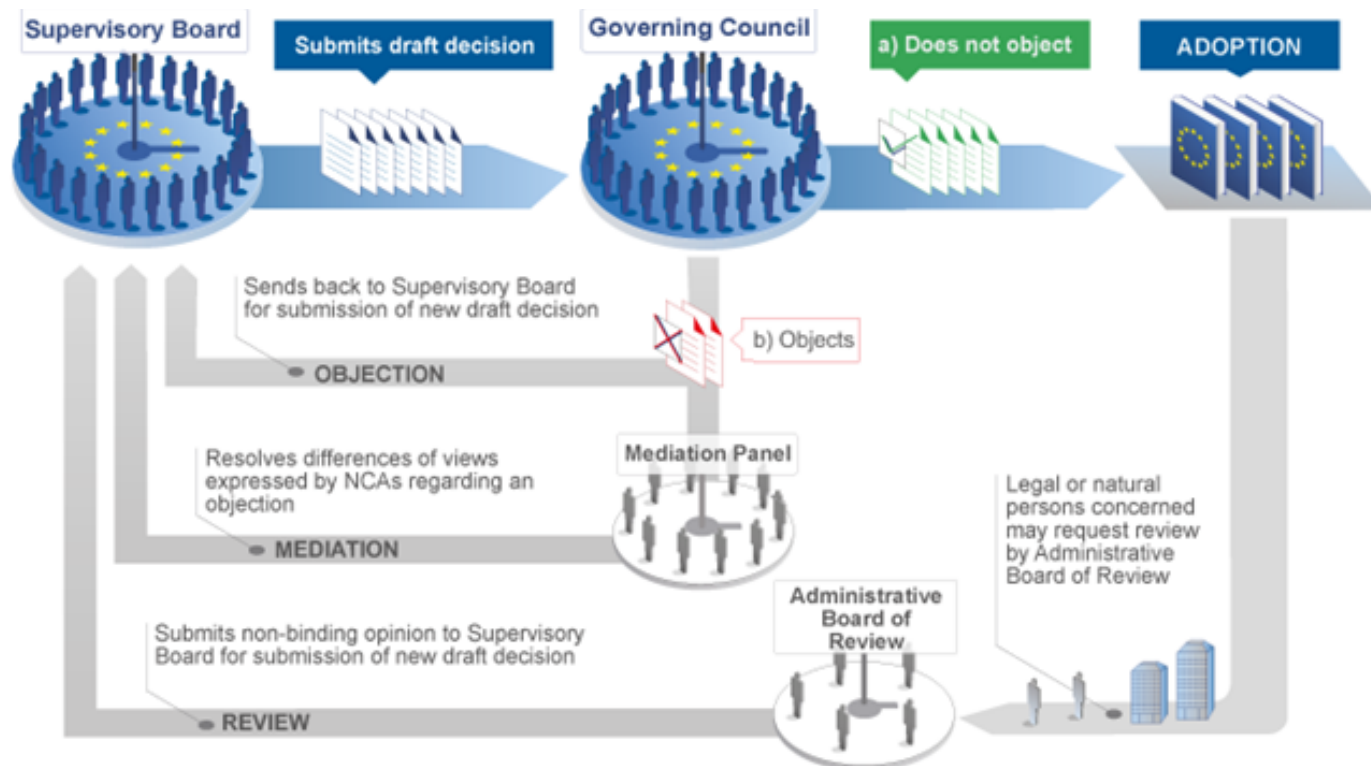 Supervisory Board
Submits draft decision
Governing Council
a) Does not object
ADOPTION
Sends back to Supervisory Board
for submission of new draft decision
OBJECTION
b) Objects
Resolves differences of views
expressed by NCAs regarding an
objection
MEDIATION
Mediation Panel
Legal or natural
persons concerned
may request review
by Administrative
Board of Review
Administrative
Board of
Review
Submits non-binding opinion to Supervisory
Board for submission of new draft decision
REVIEW